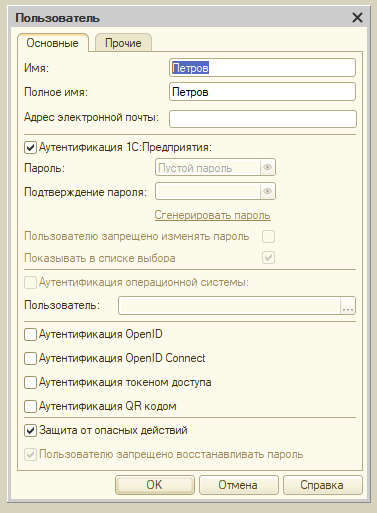 Пользователь
Основные Прочие
Имя: Петров
Полное имя: Петров
Адрес электронной почты:
Аутентификация 1С:Предприятия:
Пароль: Пустой пароль
Подтверждение пароля:
Сгенерировать пароль
Пользователю запрещено изменять пароль
Показывать в списке выбора
Аутентификация операционной системы:
Пользователь: ...
Аутентификация OpenID
Аутентификация OpenID Connect
Аутентификация токеном доступа
Аутентификация QR кодом
Защита от опасных действий
Пользователю запрещено восстанавливать пароль
OK Отмена Справка